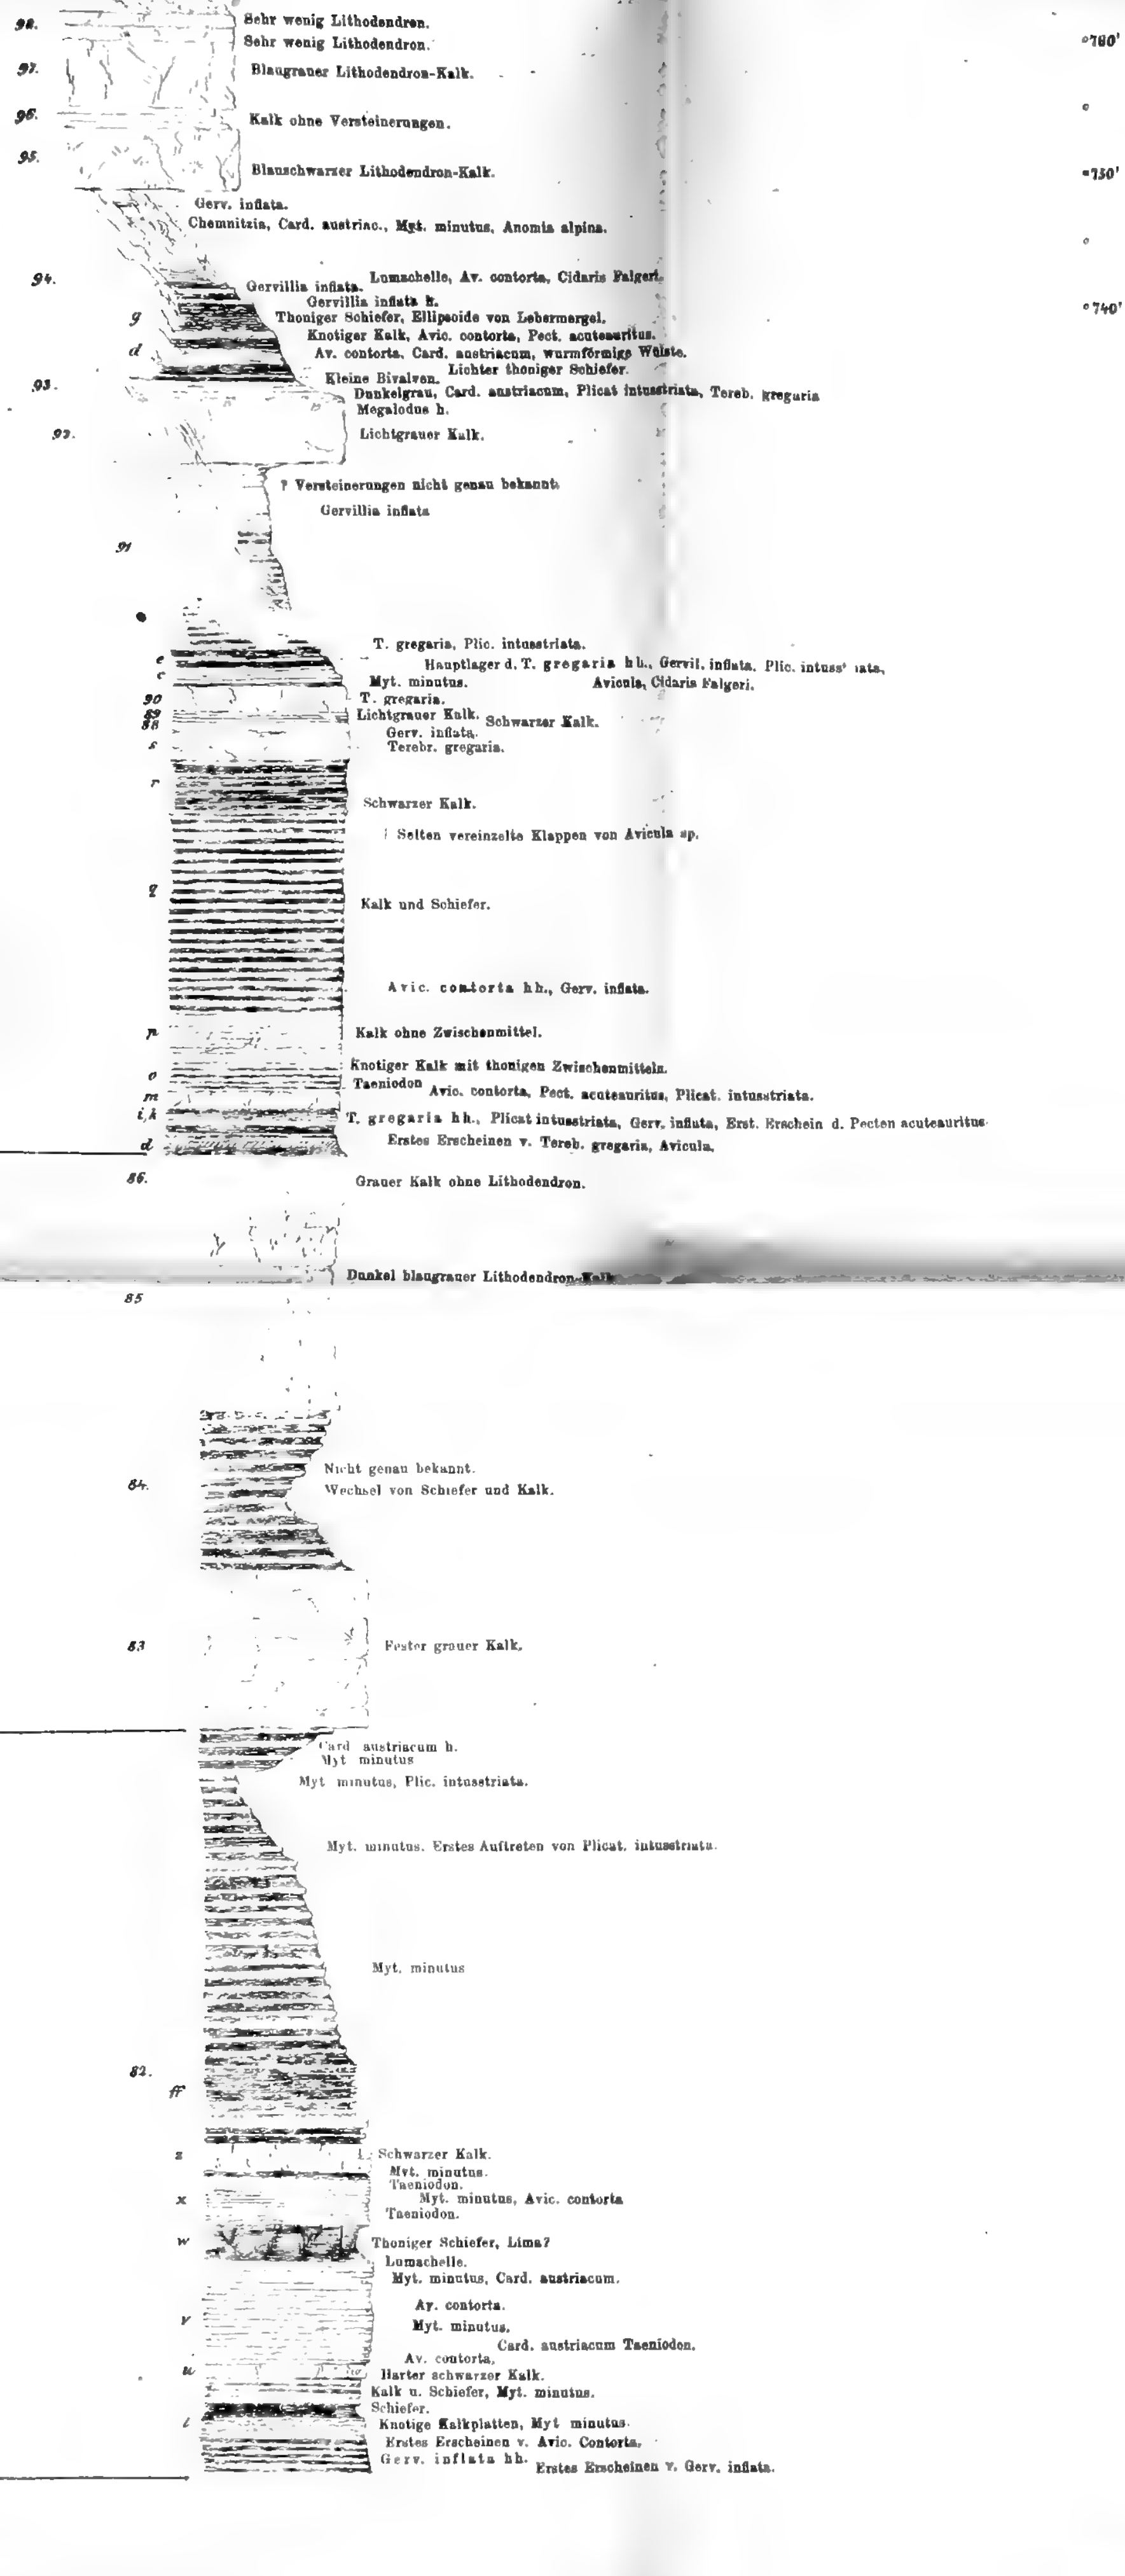 98. Sehr wenig Lithodendron.
Sehr wenig Lithodendron. °760'
97. Blaugrauer Lithodendron-Kalk.
96. Kalk ohne Versteinerungen.
95. Blauschwarzer Lithodendron-Kalk. 750'
Gerv. inflata.
Chemnitzia, Card. austriac., Myt. minutus, Anomia alpina.
94. Lumachelle, Av. contorta, Cidaris Falgeri.
Gervillia inflata.
Gervillia inflata h. °740'
g Thoniger Schiefer, Ellipsoide von Lebermergel.
Knotiger Kalk, Avic. contorta, Pect. acuteauritus.
d Av. contorta, Card. austriacum, wurmförmige Wülste.
Lichter thoniger Schiefer.
Kleine Bivalven.
93. Dunkelgrau, Card. austriacum, Plicat intusstriata, Tereb. gregaria
Megalodus h.
92. Lichtgrauer Kalk.
? Versteinerungen nicht genau bekannt.
Gervillia inflata
91
T. gregaria, Plic. intusstriata.
e Hauptlager d. T. gregaria hh., Gervil. inflata. Plic.
c Myt. minutus. Avicula, Cidaris Falgeri.
90 T. gregaria.
89 Lichtgrauer Kalk. Schwarzer Kalk.
88 Gerv. inflata.
s Terebr. gregaria.
r Schwarzer Kalk.
Selten vereinzelte Klappen von Avicula sp.
q Kalk und Schiefer.
Avic. contorta hh., Gerv. inflata.
p Kalk ohne Zwischenmittel.
o Knotiger Kalk mit thonigen Zwischenmitteln.
m Taeniodon Avic. contorta, Pect. acuteauritus, Plicat. intusstriata.
i,k T. gregaria hh., Plicat intusstriata, Gerv. inflata, Erst. Erschein d. Pecten acuteauritus
d Erstes Erscheinen v. Tereb. gregaria, Avicula.
86. Grauer Kalk ohne Lithodendron.
Dunkel blaugrauer Lithodendron-Kalk
85
Nicht genau bekannt.
84. Wechsel von Schiefer und Kalk.
83 Fester grauer Kalk.
Card austriacum h.
Myt minutus
Myt minutus, Plic. intusstriata.
Myt. minutus. Erstes Auftreten von Plicat. intusstriata.
Myt. minutus
82.
ff
z Schwarzer Kalk.
Myt. minutus.
Taeniodon.
x Myt. minutus, Avic. contorta
Taeniodon.
w Thoniger Schiefer, Lima?
Lumachelle.
Myt. minutus, Card. austriacum.
Av. contorta.
v Myt. minutus.
Card. austriacum Taeniodon.
Av. contorta,
u Harter schwarzer Kalk.
Kalk u. Schiefer, Myt. minutus.
Schiefer.
Knotige Kalkplatten, Myt minutus.
Erstes Erscheinen v. Avic. Contorta.
Gerv. inflata hh. Erstes Erscheinen v. Gerv. inflata.